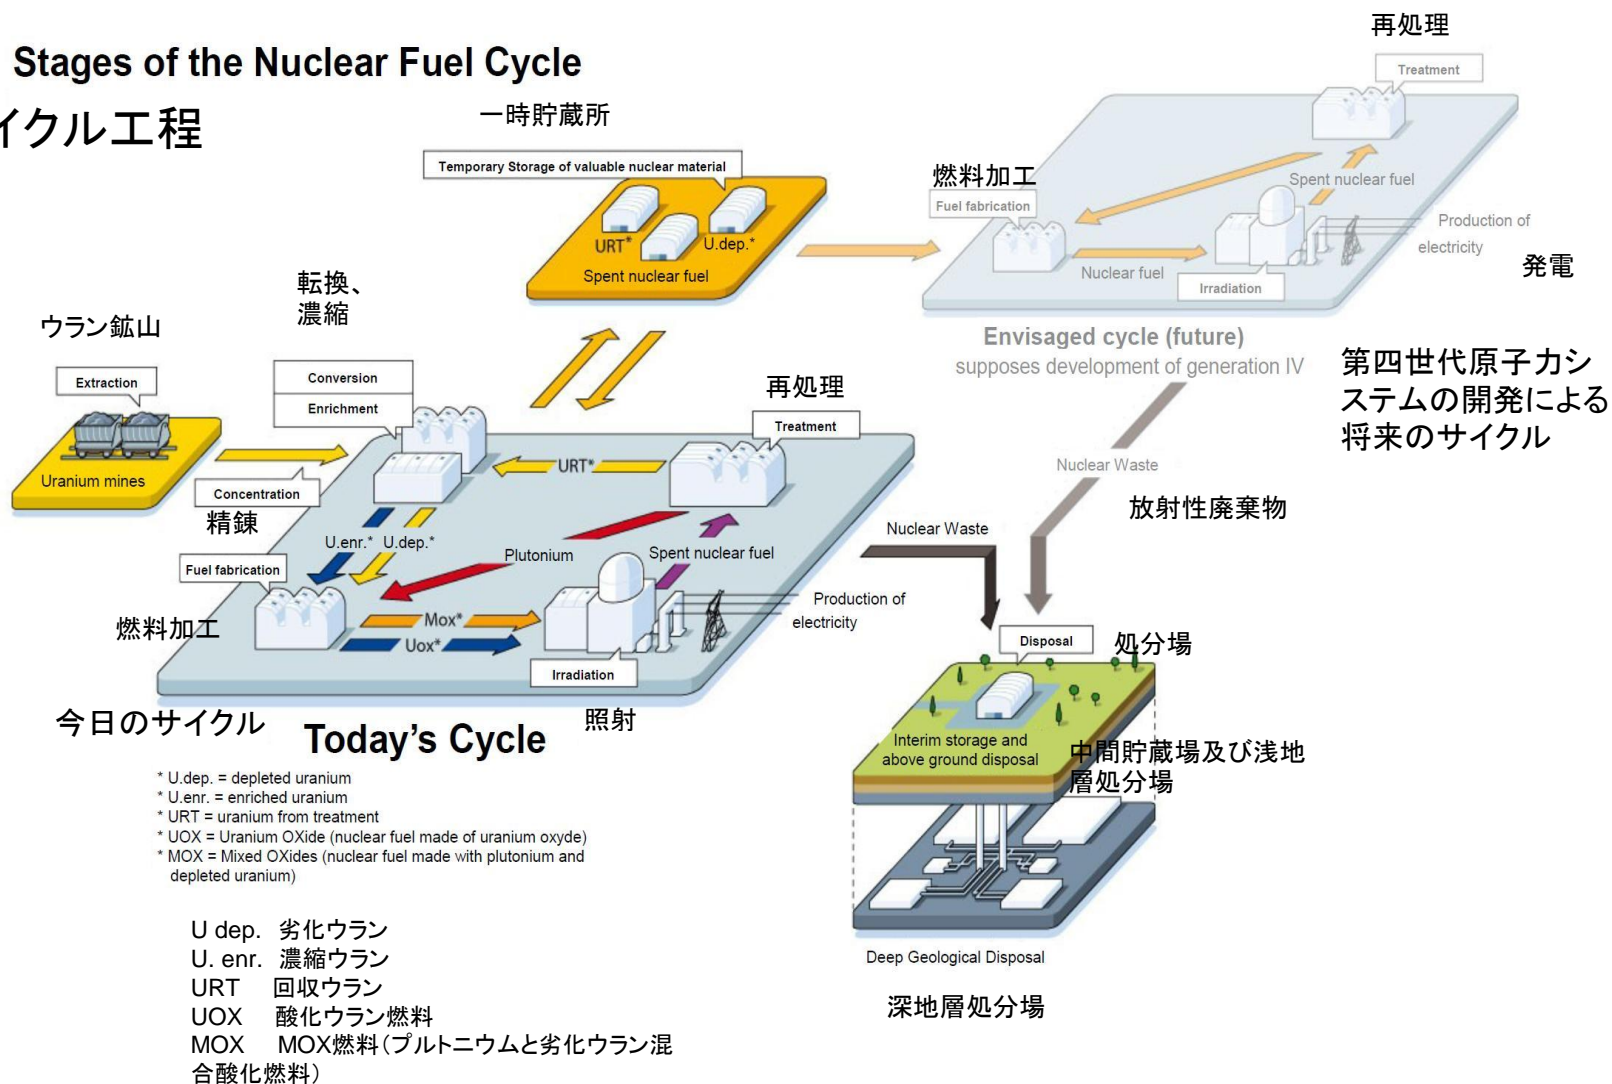 Stages of the Nuclear Fuel Cycle
イクル工程
一時貯蔵所
Temporary Storage of valuable nuclear material
URT*
U.dep.*
Spent nuclear fuel
再処理
Treatment
燃料加工
Fuel fabrication
Spent nuclear fuel
Nuclear fuel
Irradiation
Production of
electricity
発電
Envisaged cycle (future)
supposes development of generation IV
第四世代原子力シ
ステムの開発による
将来のサイクル
転換、
濃縮
ウラン鉱山
Extraction
Uranium mines
Conversion
Enrichment
Concentration
精錬
再処理
Treatment
URT*
U.enr.*
U.dep.*
Plutonium
Spent nuclear fuel
Fuel fabrication
燃料加工
Mox*
Uox*
Irradiation
照射
Production of
electricity
Nuclear Waste
Nuclear Waste
放射性廃棄物
Disposal
処分場
Interim storage and
above ground disposal
中間貯蔵場及び浅地
層処分場
Deep Geological Disposal
深地層処分場
今日のサイクル
Today's Cycle
* U.dep. = depleted uranium
* U.enr. = enriched uranium
* URT = uranium from treatment
* UOX = Uranium OXide (nuclear fuel made of uranium oxyde)
* MOX = Mixed OXides (nuclear fuel made with plutonium and
depleted uranium)
U dep. 劣化ウラン
U. enr. 濃縮ウラン
URT 回収ウラン
UOX 酸化ウラン燃料
MOX MOX燃料（プルトニウムと劣化ウラン混
合酸化燃料）